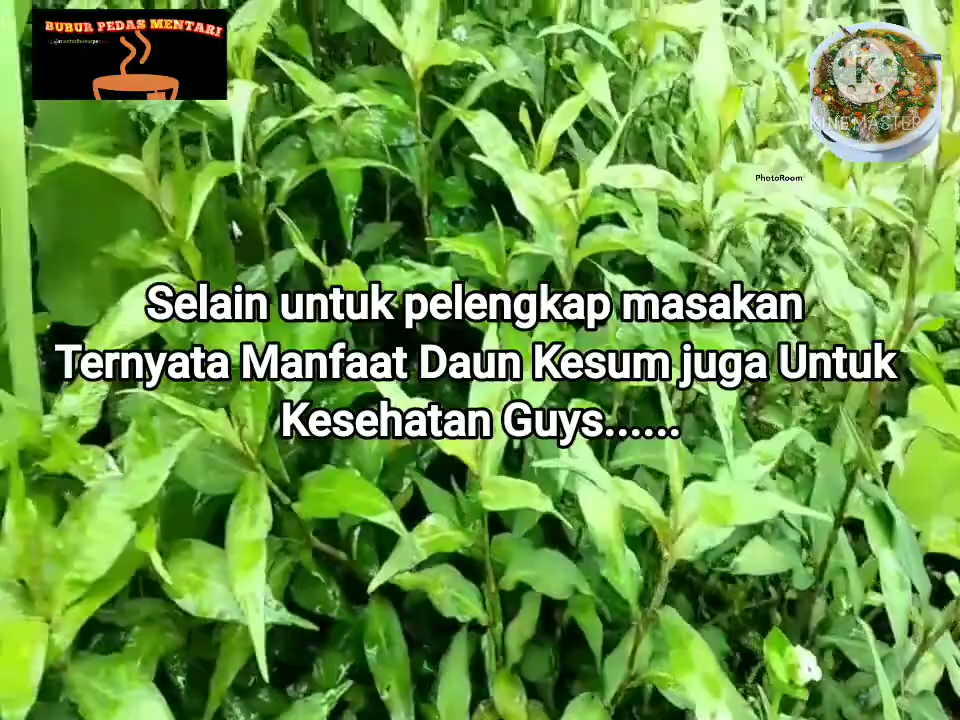 BUBUR PEDAS MENTARI
KINEMASTER
PhotoRoom
Selain untuk pelengkap masakan
Ternyata Manfaat Daun Kesum juga Untuk
Kesehatan Guys......